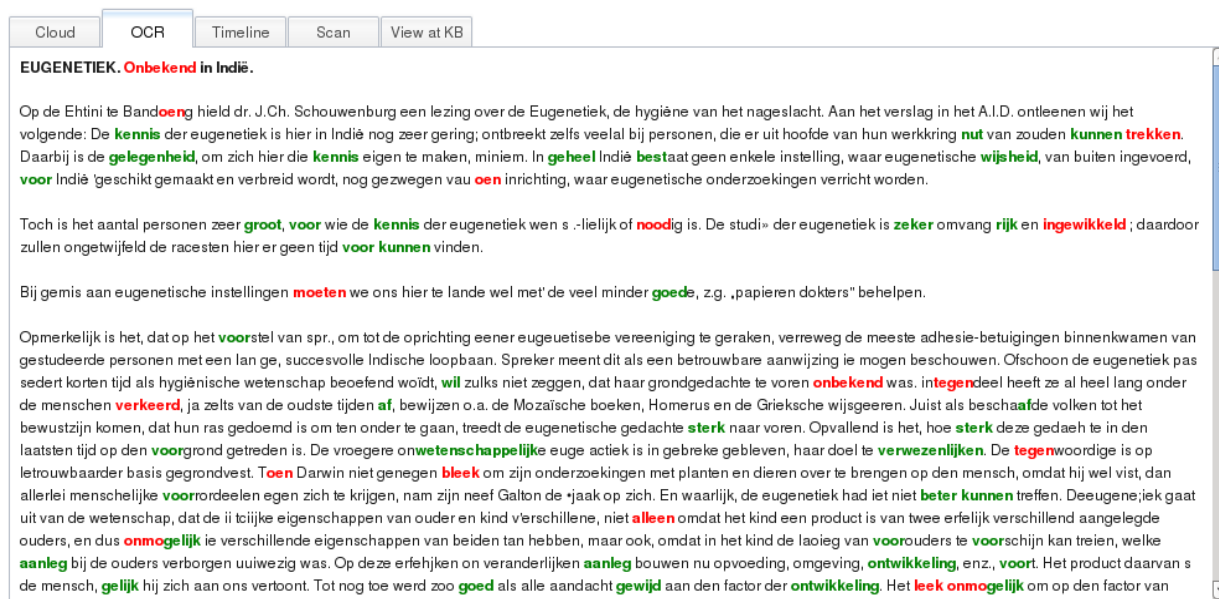 Cloud
OCR
Timeline
Scan
View at KB
EUGENETIEK. Onbekend in Indië.
Op de Ehtini te Bandoeng hield dr. J.Ch. Schouwenburg een lezing over de Eugenetiek, de hygiëne van het nageslacht. Aan het verslag in het A.I.D. ontleenen wij het
volgende: De kennis der eugenetiek is hier in Indië nog zeer gering; ontbreekt zelfs veelal bij personen, die er uit hoofde van hun werkkring nut van zouden kunnen trekken.
Daarbij is de gelegenheid, om zich hier die kennis eigen te maken, miniem. In geheel Indië bestaat geen enkele instelling, waar eugenetische wijsheid, van buiten ingevoerd,
voor Indië 'geschikt gemaakt en verbreid wordt, nog gezwegen vau oen inrichting, waar eugenetische onderzoekingen verricht worden.
Toch is het aantal personen zeer groot, voor wie de kennis der eugenetiek wen s .-lielijk of noodig is. De studi» der eugenetiek is zeker omvang rijk en ingewikkeld ; daardoor
zullen ongetwijfeld de racesten hier er geen tijd voor kunnen vinden.
Bij gemis aan eugenetische instellingen moeten we ons hier te lande wel met' de veel minder goede, z.g. „papieren dokters" behelpen.
Opmerkelijk is het, dat op het voorstel van spr., om tot de oprichting eener eugeuetisebe vereeniging te geraken, verreweg de meeste adhesie-betuigingen binnenkwamen van
gestudeerde personen met een lan ge, succesvolle Indische loopbaan. Spreker meent dit als een betrouwbare aanwijzing ie mogen beschouwen. Ofschoon de eugenetiek pas
sedert korten tijd als hygiënische wetenschap beoefend woïdt, wil zulks niet zeggen, dat haar grondgedachte te voren onbekend was. integendeel heeft ze al heel lang onder
de menschen verkeerd, ja zelts van de oudste tijden af, bewijzen o.a. de Mozaïsche boeken, Homerus en de Grieksche wijsgeeren. Juist als beschaafde volken tot het
bewustzijn komen, dat hun ras gedoemd is om ten onder te gaan, treedt de eugenetische gedachte sterk naar voren. Opvallend is het, hoe sterk deze gedaeh te in den
laatsten tijd op den voorgrond getreden is. De vroegere onwetenschappelijke euge actiek is in gebreke gebleven, haar doel te verwezenlijken. De tegenwoordige is op
letrouwbaarder basis gegrondvest. Toen Darwin niet genegen bleek om zijn onderzoekingen met planten en dieren over te brengen op den mensch, omdat hij wel vist, dan
allerlei menschelijke voorrordeelen egen zich te krijgen, nam zijn neef Galton de •jaak op zich. En waarlijk, de eugenetiek had iet niet beter kunnen treffen. Deeugene;iek gaat
uit van de wetenschap, dat de ii tciijke eigenschappen van ouder en kind v'erschillene, niet alleen omdat het kind een product is van twee erfelijk verschillend aangelegde
ouders, en dus onmogelijk ie verschillende eigenschappen van beiden tan hebben, maar ook, omdat in het kind de laoieg van voorouders te voorschijn kan treien, welke
aanleg bij de ouders verborgen uuiwezig was. Op deze erfehjken on veranderlijken aanleg bouwen nu opvoeding, omgeving, ontwikkeling, enz., voort. Het product daarvan s
de mensch, gelijk hij zich aan ons vertoont. Tot nog toe werd zoo goed als alle aandacht gewijd aan den factor der ontwikkeling. Het leek onmogelijk om op den factor van